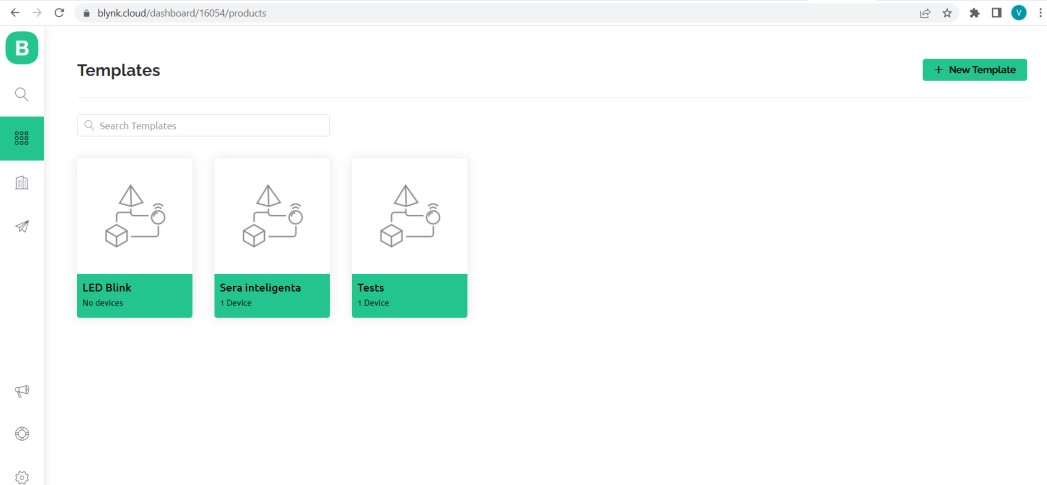 blynk.cloud/dashboard/16054/products
V
B
Templates
+ New Template
Search Templates
LED Blink
No devices
Sera inteligenta
1 Device
Tests
1 Device